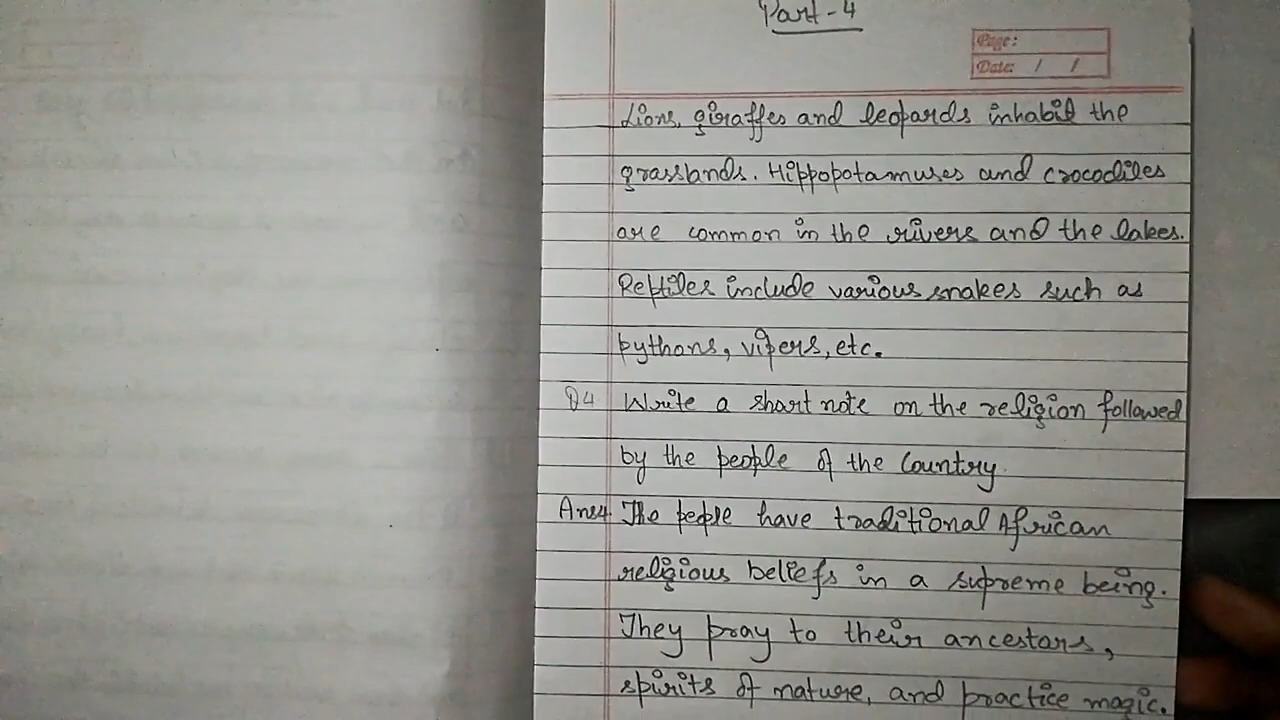 Part-4
Page:
Date: / /
Lions, giraffes and leopards inhabit the
grasslands. Hippopotamuses and crocodiles
are common in the rivers and the lakes.
Reptiles include various snakes such as
pythons, vipers, etc.
Q4 Write a short note on the religion followed
by the people of the Country.
Ans4 The people have traditional African
religious beliefs in a supreme being.
They pray to their ancestars,
spirits of nature, and practice magic.